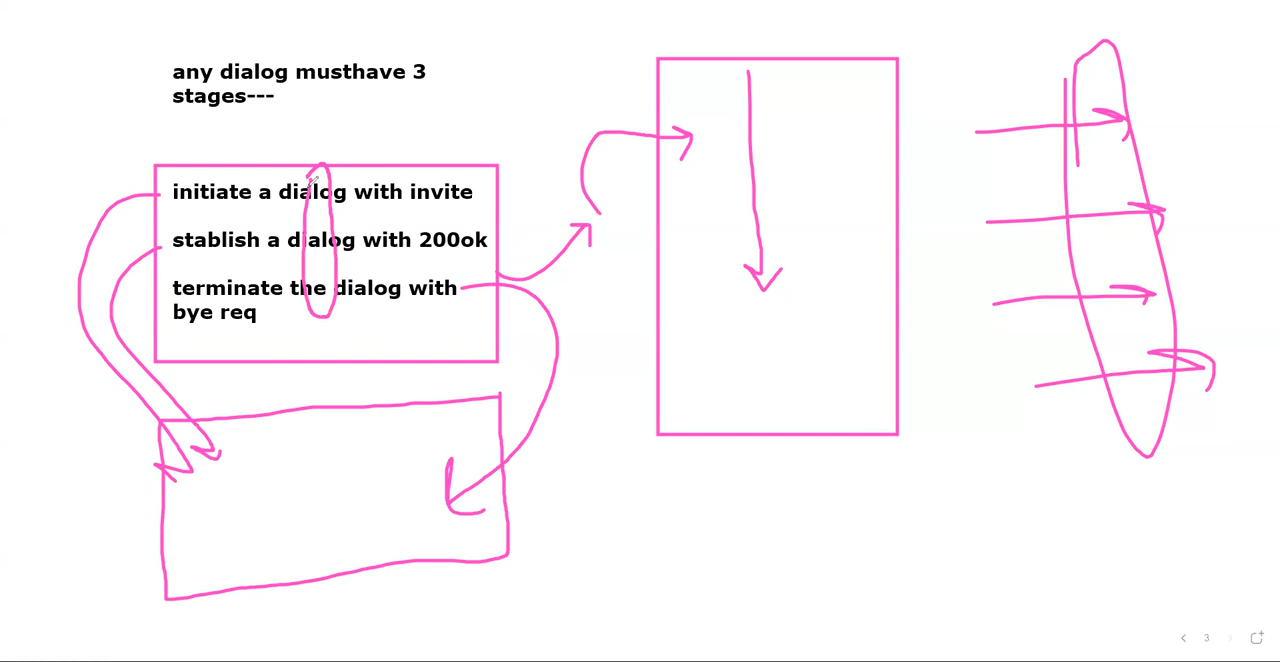 any dialog musthave 3
stages---
initiate a dialog with invite
stablish a dialog with 200ok
terminate the dialog with
bye req
3